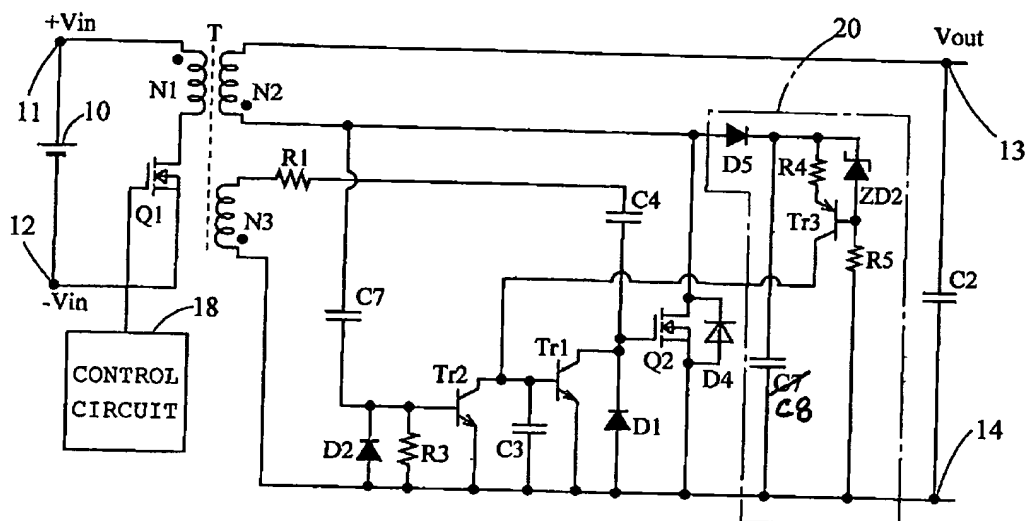 +Vin
T
20
Vout
11
10
N1
N2
13
R1
D5
R4
ZD2
Q1
C4
Tr3
12
N3
R5
-Vin
C7
C2
18
Tr1
Q2
D4
CONTROL
CIRCUIT
Tr2
C7
C8
D2
R3
C3
D1
14